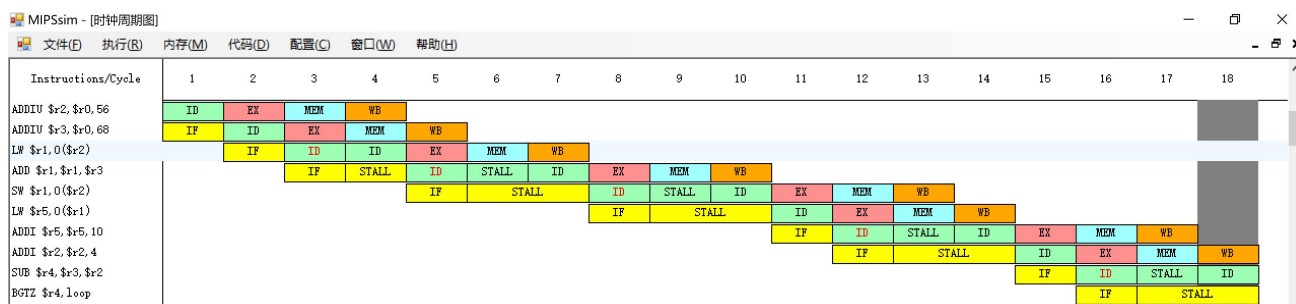 MIPSsim - [时钟周期图]
文件(F) 执行(R) 内存(M) 代码(D) 配置(C) 窗口(W) 帮助(H)
Instructions/Cycle 1 2 3 4 5 6 7 8 9 10 11 12 13 14 15 16 17 18
ADDIU $r2,$r0,56 ID EX MEM WB
ADDIU $r3,$r0,68 IF ID EX MEM WB
LW $r1,0($r2) IF ID ID EX MEM WB
ADD $r1,$r1,$r3 IF STALL ID STALL ID EX MEM WB
SW $r1,0($r2) IF STALL ID STALL ID EX MEM WB
LW $r5,0($r1) IF STALL ID EX MEM WB
ADDI $r5,$r5,10 IF ID STALL ID EX MEM WB
ADDI $r2,$r2,4 IF STALL ID EX MEM WB
SUB $r4,$r3,$r2 IF ID STALL ID
BGTZ $r4,loop IF STALL